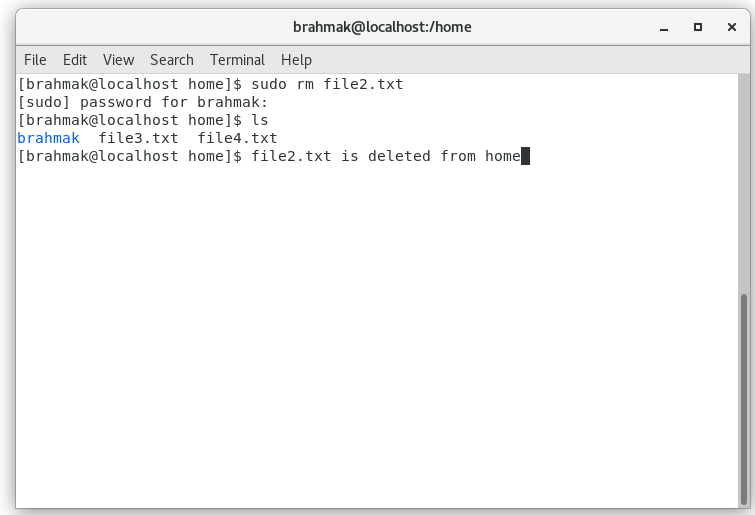 brahmak@localhost:/home
File Edit View Search Terminal Help
[brahmak@localhost home]$ sudo rm file2.txt
[sudo] password for brahmak:
[brahmak@localhost home]$ ls
brahmak  file3.txt  file4.txt
[brahmak@localhost home]$ file2.txt is deleted from home